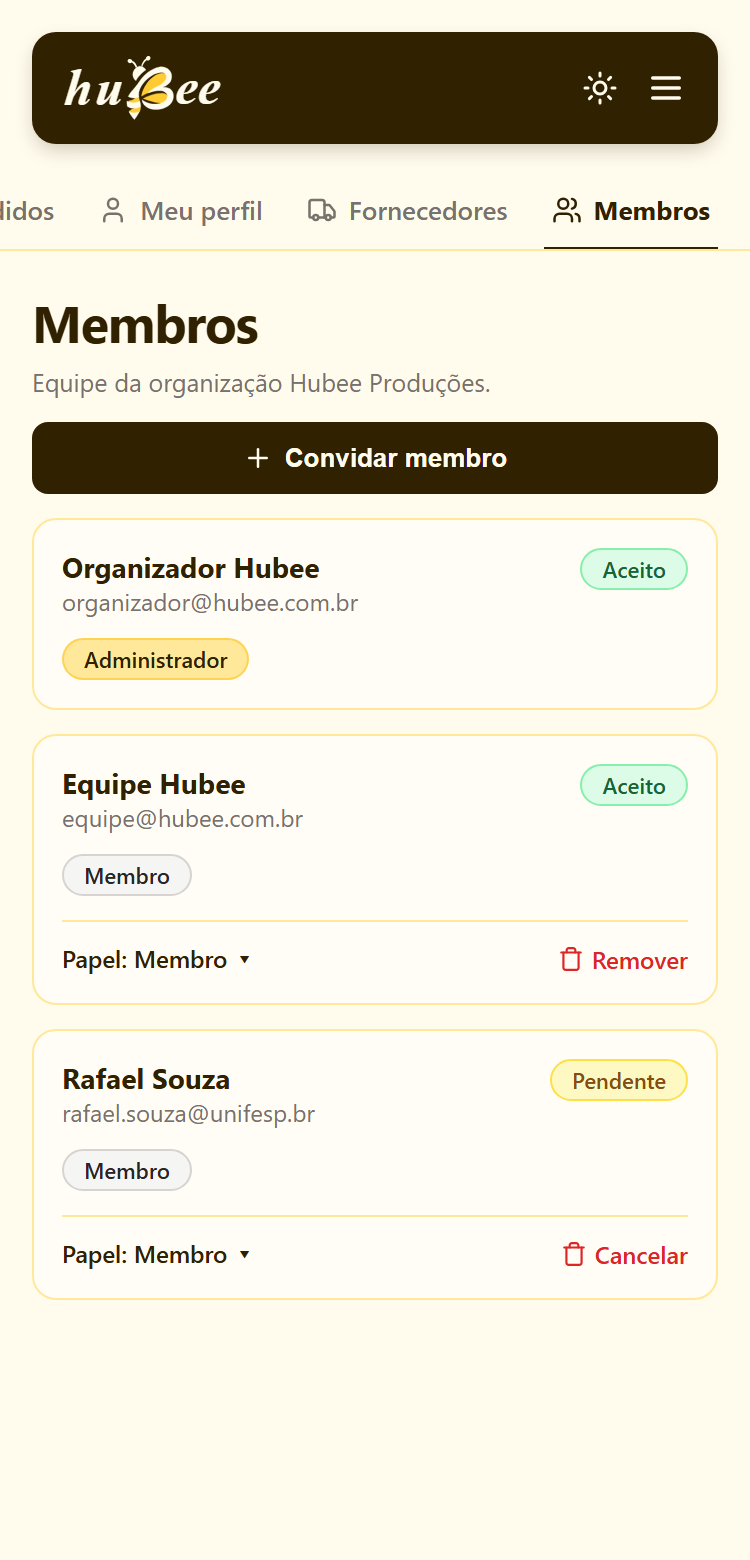 huBee
didos Meu perfil Fornecedores Membros
Membros
Equipe da organização Hubee Produções.
Convidar membro
Organizador Hubee Aceito
organizador@hubee.com.br
Administrador
Equipe Hubee Aceito
equipe@hubee.com.br
Membro
Papel: Membro ▼ Remover
Rafael Souza Pendente
rafael.souza@unifesp.br
Membro
Papel: Membro ▼ Cancelar